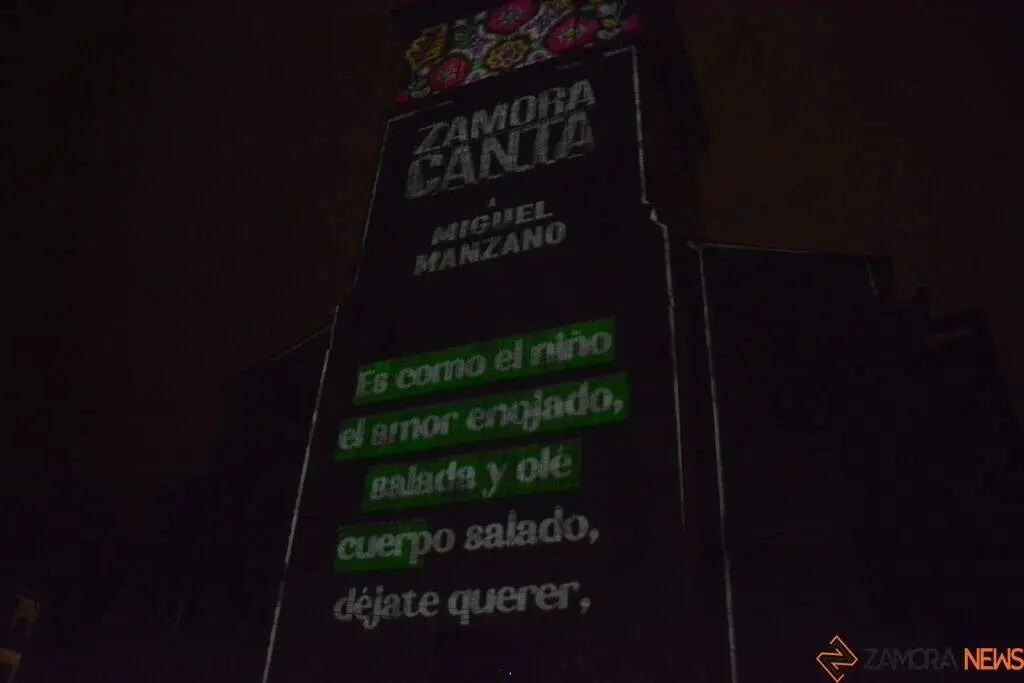 ZAMORA
CANTA
A
MIGUEL
MANZANO
Es como el niño
el amor enojado,
salada y olé
cuerpo salado,
déjate querer,
ZAMORA NEWS